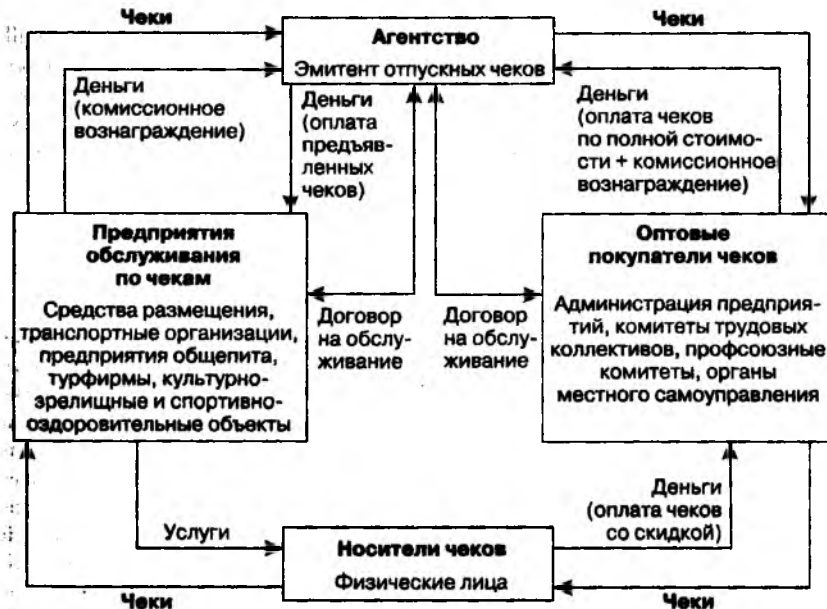 Чеки
Чеки
Агентство
Эмитент отпускных чеков
Деньги
(комиссионное
вознаграждение)
Деньги
(оплата
предъяв-
ленных
чеков)
Деньги
(оплата чеков
по полной стоимо-
сти + комиссионное
вознаграждение)
Предприятия
обслуживания
по чекам
Средства размещения,
транспортные организации,
предприятия общепита,
турфирмы, культурно-
зрелищные и спортивно-
оздоровительные объекты
Договор
на обслу-
живание
Договор
на обслу-
живание
Оптовые
покупатели чеков
Администрация предприя-
тий, комитеты трудовых
коллективов, профсоюзные
комитеты, органы
местного самоуправления
Услуги
Деньги
(оплата чеков
со скидкой)
Носители чеков
Физические лица
Чеки
Чеки